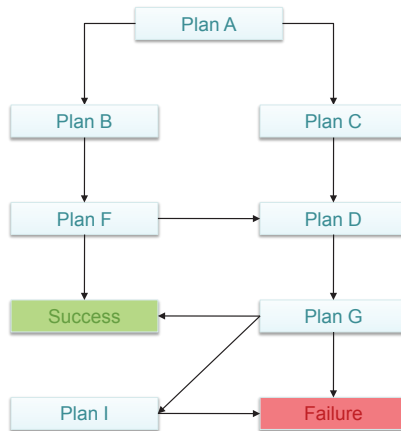 Plan A
Plan B
Plan C
Plan F
Plan D
Success
Plan G
Plan I
Failure